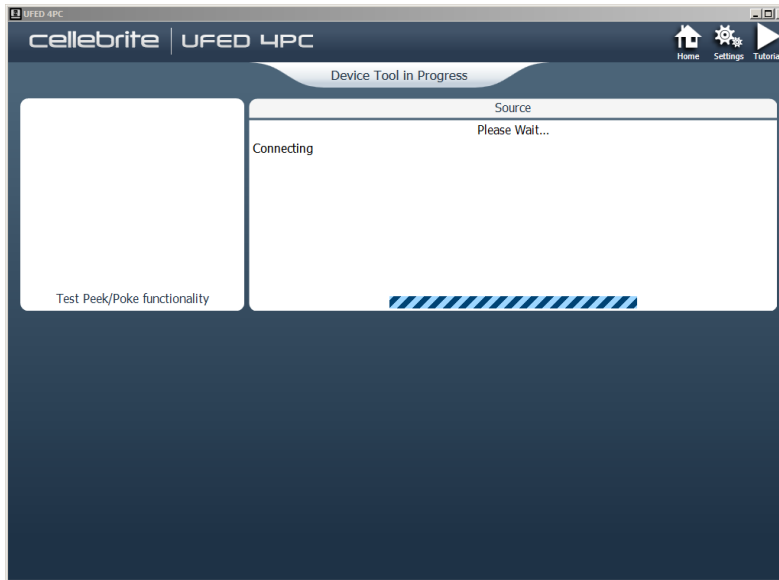 UFED 4PC
cellebrite UFED 4PC
Home Settings Tutoria
Device Tool in Progress
Source
Please Wait...
Connecting
Test Peek/Poke functionality